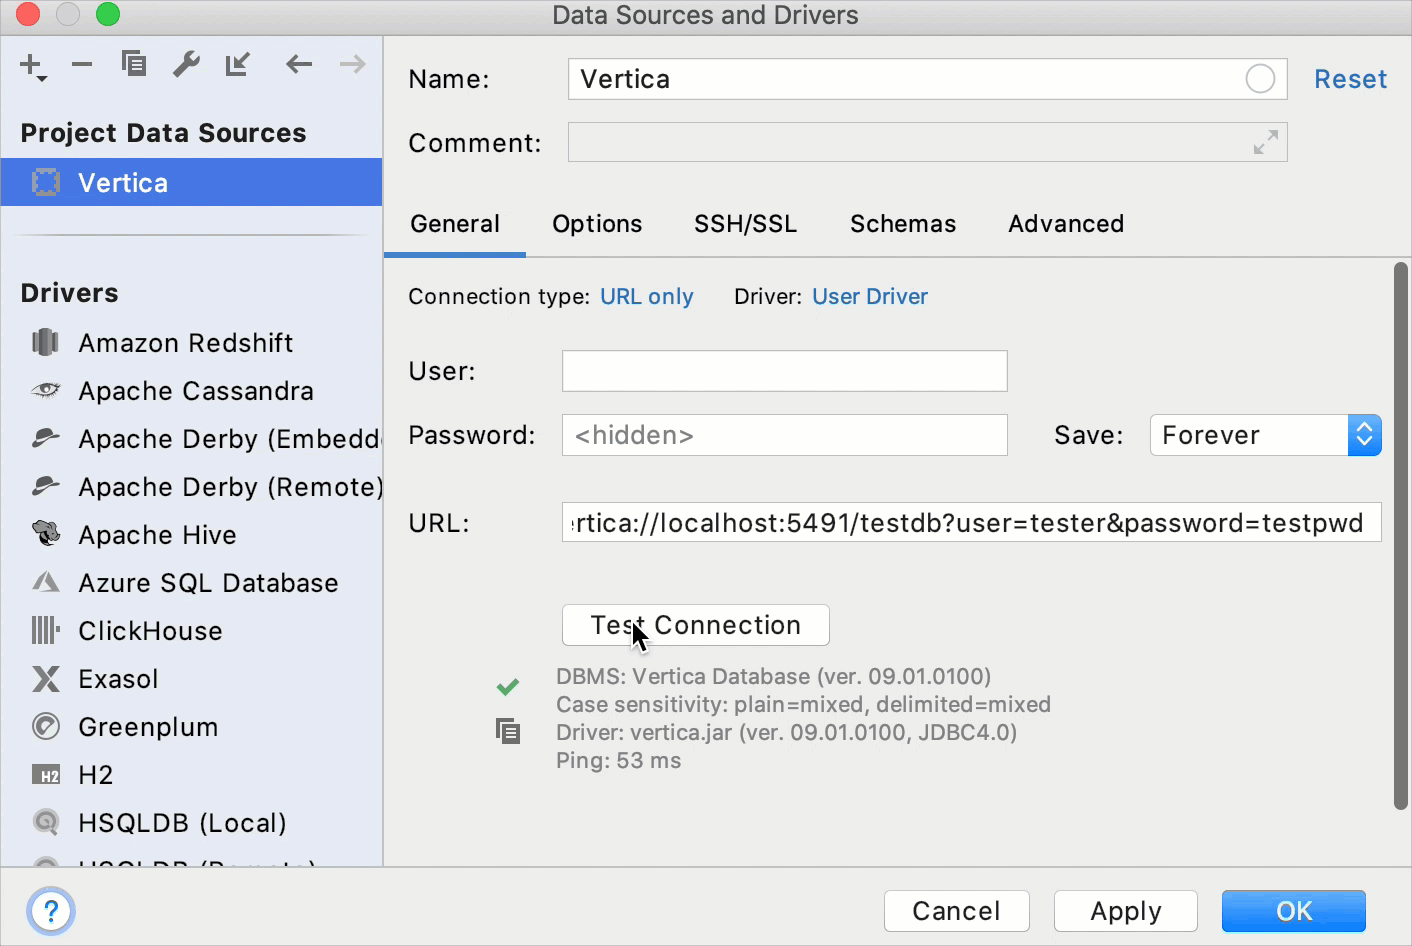 Data Sources and Drivers
Project Data Sources
Vertica
Drivers
Amazon Redshift
Apache Cassandra
Apache Derby (Embedd
Apache Derby (Remote)
Apache Hive
Azure SQL Database
ClickHouse
Exasol
Greenplum
H2 H2
HSQLDB (Local)
HSQLDB (Remote)
Name: Vertica Reset
Comment:
General Options SSH/SSL Schemas Advanced
Connection type: URL only Driver: User Driver
User:
Password: <hidden> Save: Forever
URL: rtica://localhost:5491/testdb?user=tester&password=testpwd
Test Connection
DBMS: Vertica Database (ver. 09.01.0100)
Case sensitivity: plain=mixed, delimited=mixed
Driver: vertica.jar (ver. 09.01.0100, JDBC4.0)
Ping: 53 ms
? Cancel Apply OK